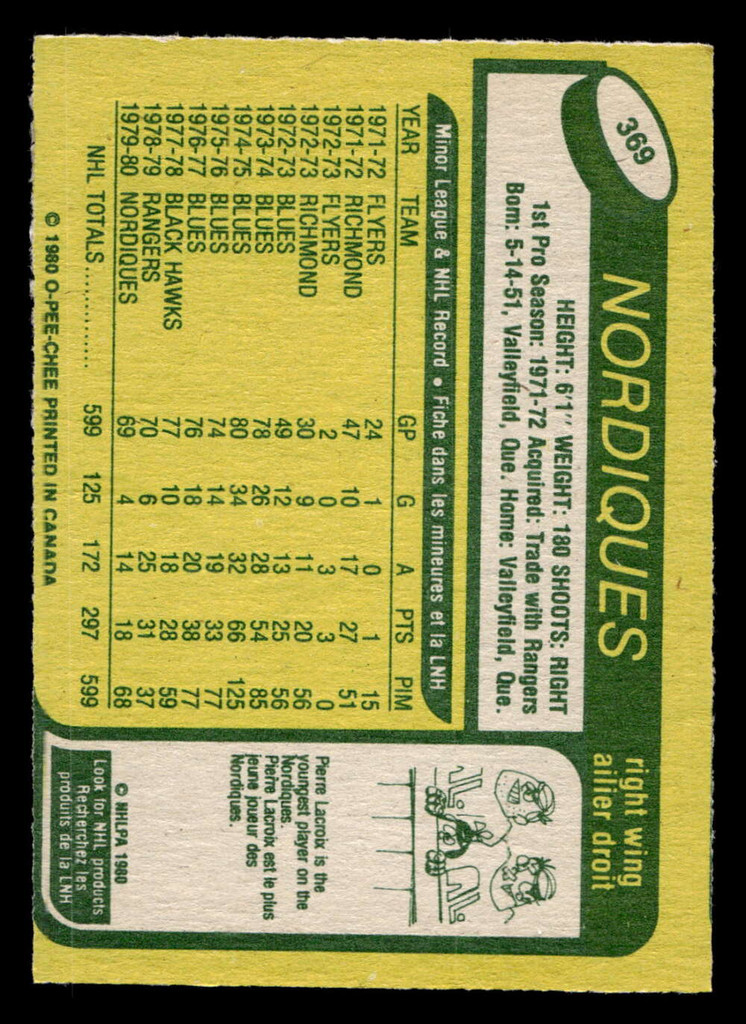 369
NORDIQUES
right wing
ailier droit
HEIGHT: 6'1" WEIGHT: 180 SHOOTS: RIGHT
1st Pro Season: 1971-72 Acquired: Trade with Rangers
Born: 5-14-51, Valleyfield, Que. Home: Valleyfield, Que.
Minor League & NHL Record • Fiche dans les mineures et la LNH
YEAR TEAM GP G A PTS PIM
1971-72 FLYERS 24 1 0 1 15
1971-72 RICHMOND 47 10 17 27 51
1972-73 FLYERS 2 0 3 3 0
1972-73 RICHMOND 30 9 11 20 56
1972-73 BLUES 49 12 13 25 56
1973-74 BLUES 78 26 28 54 85
1974-75 BLUES 80 34 32 66 125
1975-76 BLUES 74 14 19 33 77
1976-77 BLUES 76 18 20 38 77
1977-78 BLACK HAWKS 77 10 18 28 59
1978-79 RANGERS 70 6 25 31 37
1979-80 NORDIQUES 69 4 14 18 68
NHL TOTALS............ 599 125 172 297 599
© 1980 O-PEE-CHEE PRINTED IN CANADA
Pierre Lacroix is the
youngest player on the
Nordiques.
Pierre Lacroix est le plus
jeune joueur des
Nordiques.
© NHLPA 1980
Look for NHL products
Recherchez les
produits de la LNH